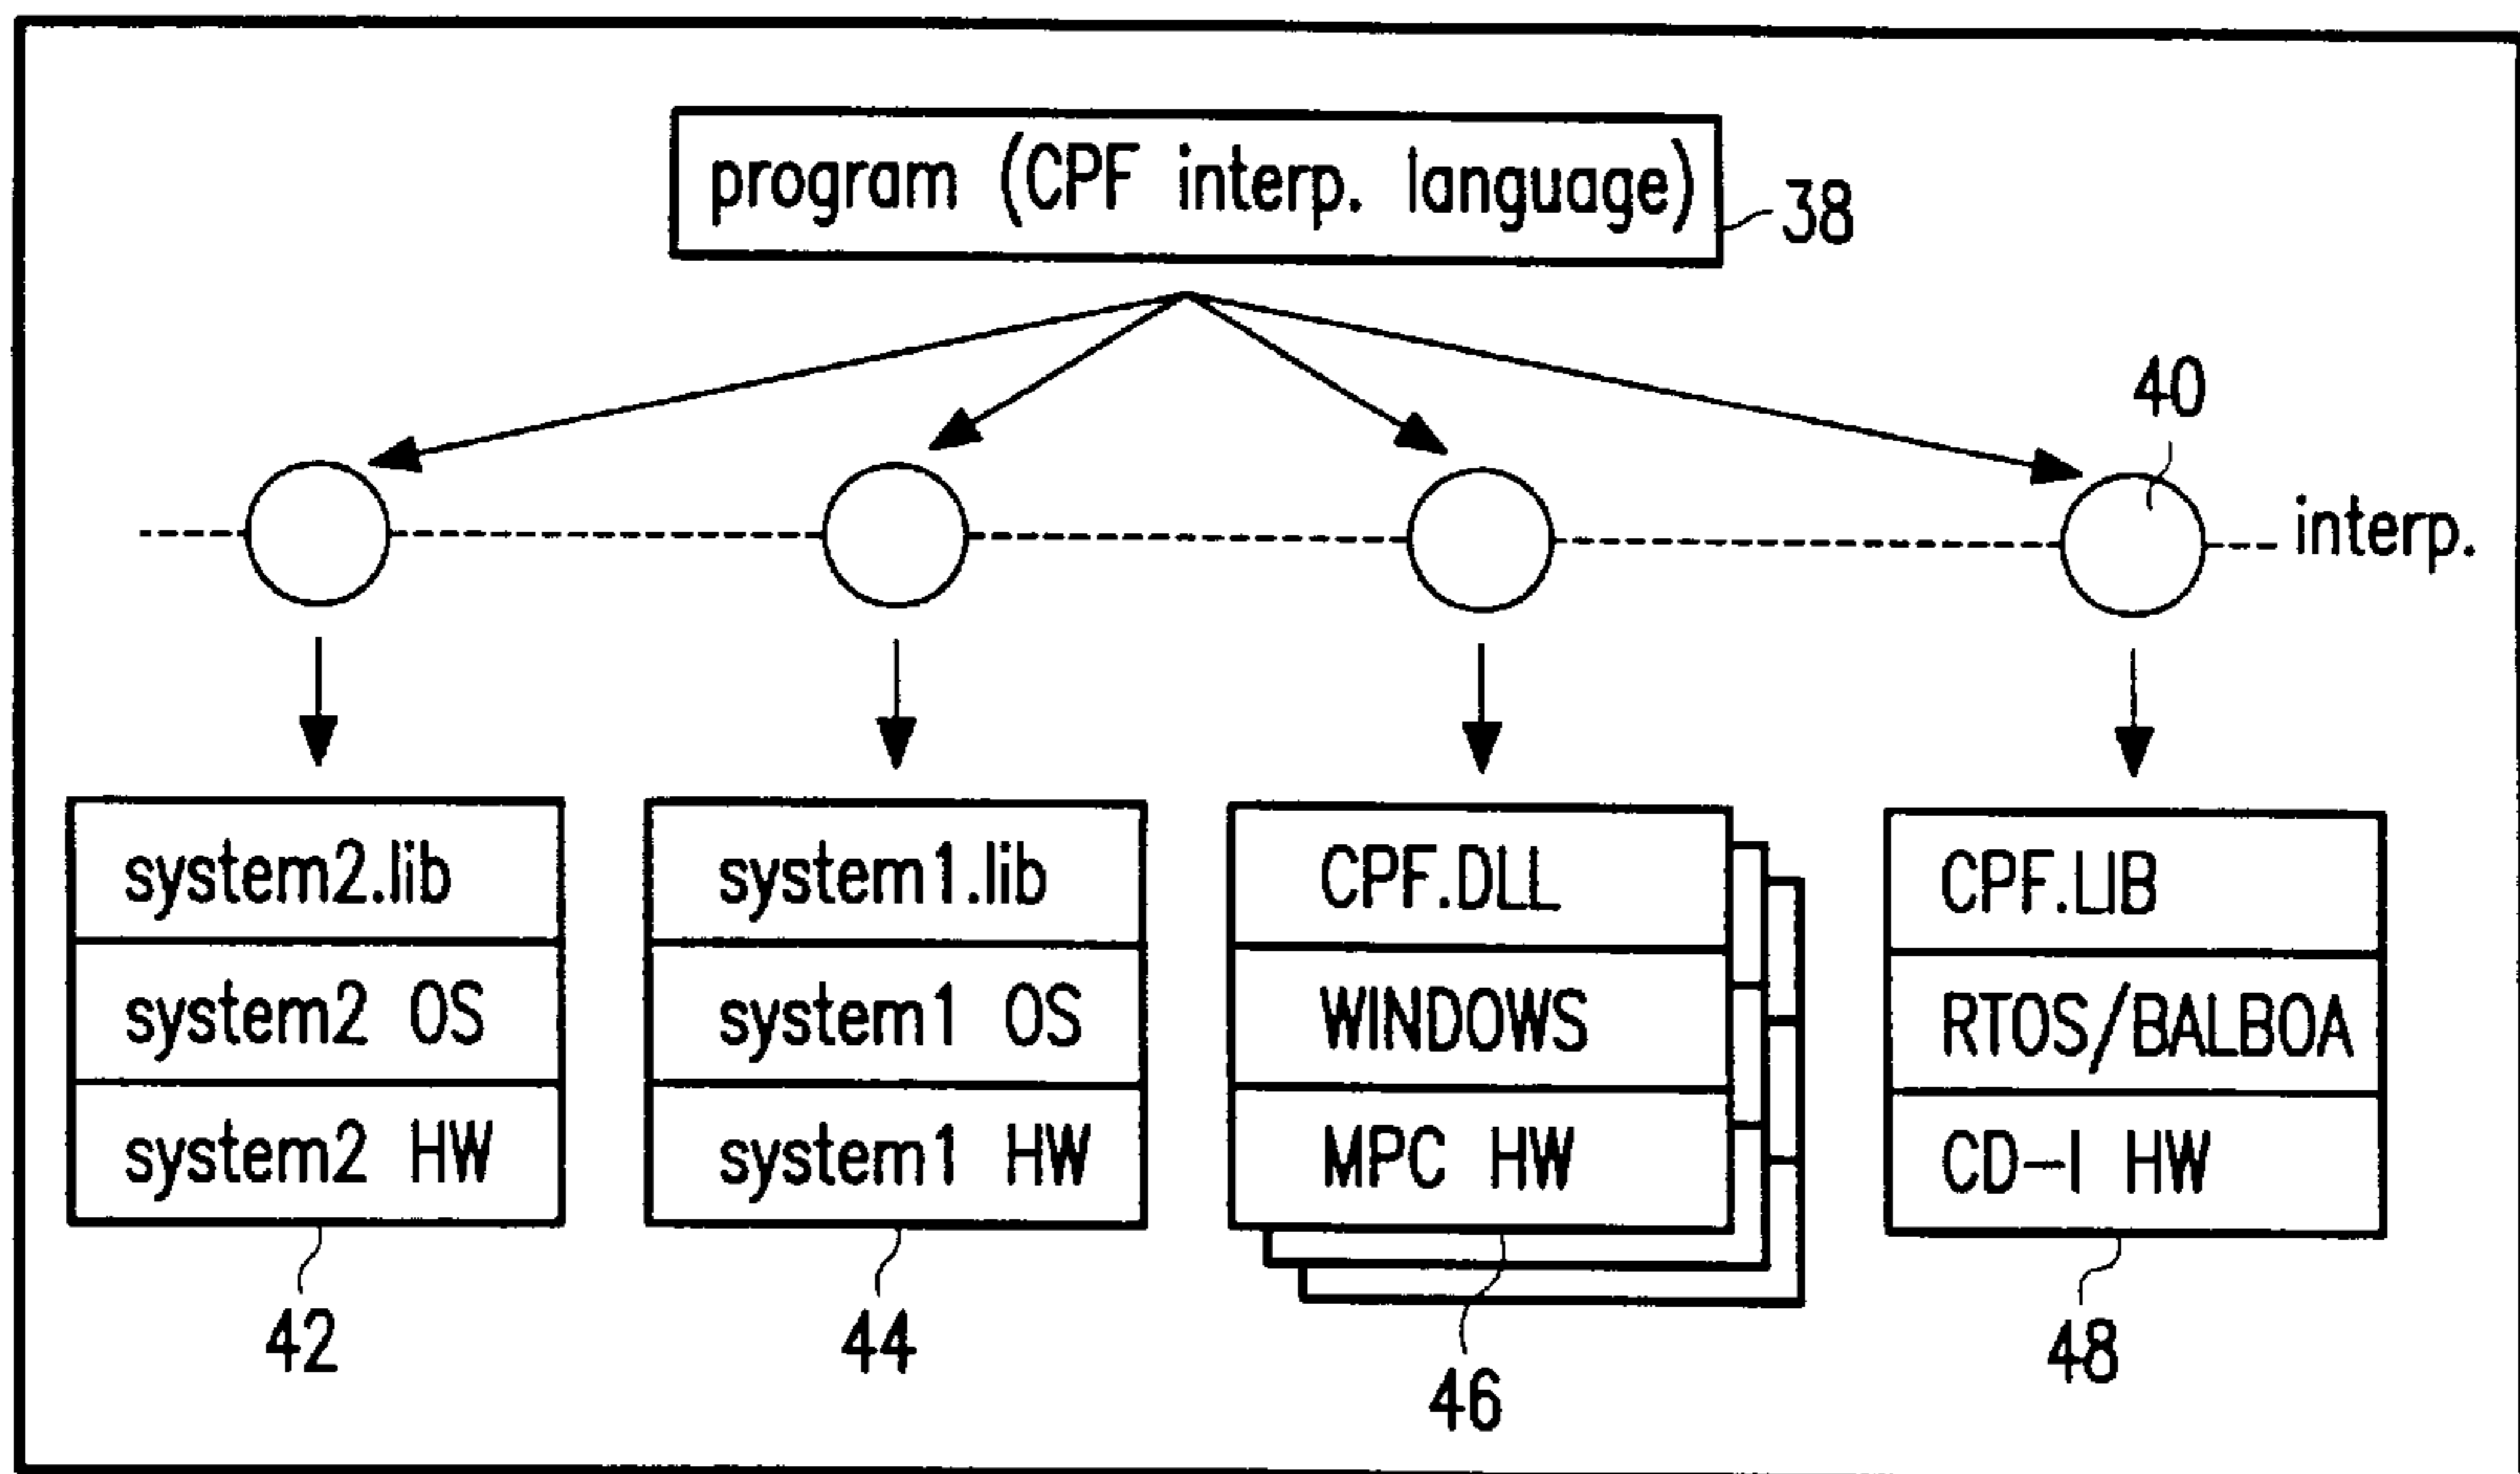 program (CPF interp. language)
38
40
interp.
system2.lib
system2 OS
system2 HW
42
system1.lib
system1 OS
system1 HW
44
CPF.DLL
WINDOWS
MPC HW
46
CPF.LIB
RTOS/BALBOA
CD-I HW
48